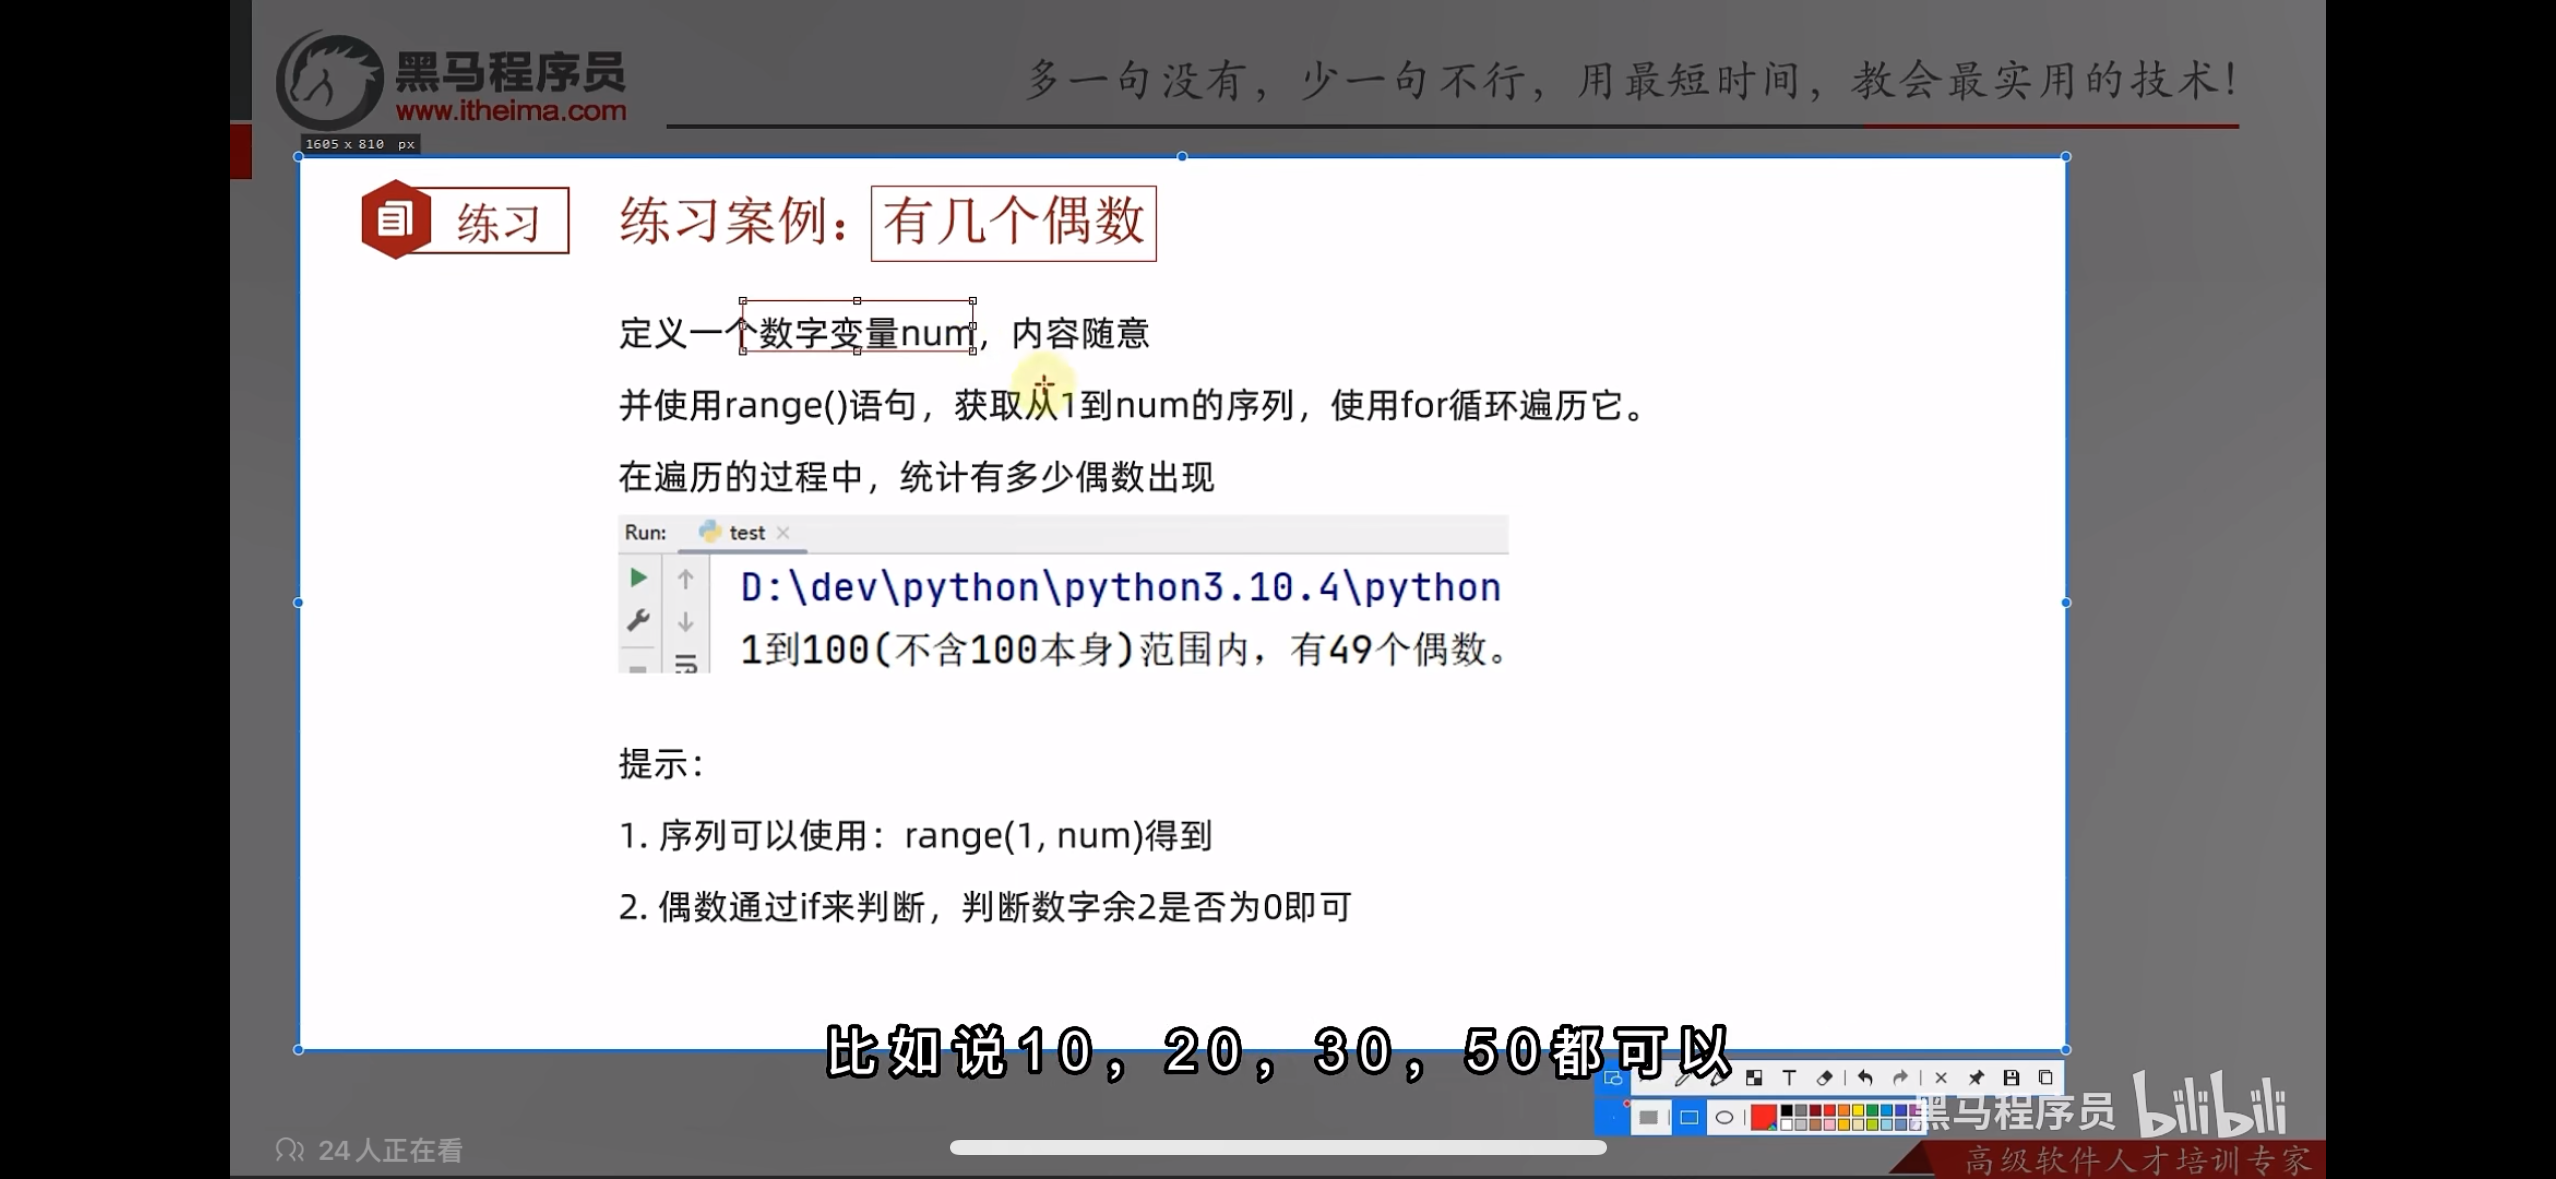 黑马程序员
www.itheima.com
多一句没有，少一句不行，用最短时间，教会最实用的技术！
1605 x 810 px
练习
练习案例：有几个偶数
定义一个数字变量num，内容随意
并使用range()语句，获取从1到num的序列，使用for循环遍历它。
在遍历的过程中，统计有多少偶数出现
Run: test
D:\dev\python\python3.10.4\python
1到100(不含100本身)范围内，有49个偶数。
提示：
1. 序列可以使用：range(1, num)得到
2. 偶数通过if来判断，判断数字余2是否为0即可
比如说10，20，30，50都可以
T
黑马程序员 bilibili
24人正在看
高级软件人才培训专家